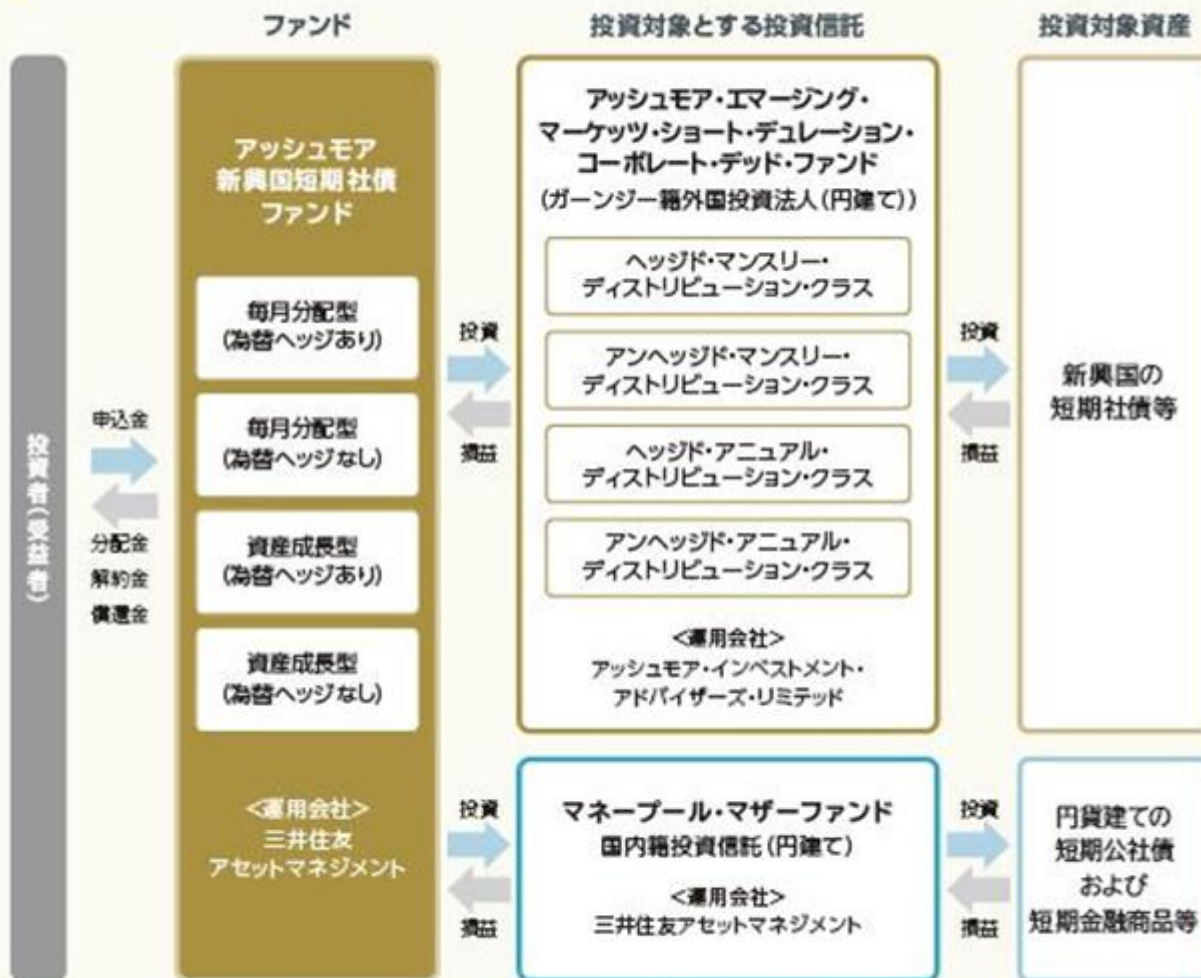 ファンド
投資対象とする投資信託
投資対象資産
投資者(受益者)
申込金
分配金
解約金
償還金
アッシュモア
新興国短期社債
ファンド
毎月分配型
(為替ヘッジあり)
毎月分配型
(為替ヘッジなし)
資産成長型
(為替ヘッジあり)
資産成長型
(為替ヘッジなし)
<運用会社>
三井住友
アセットマネジメント
投資
損益
投資
損益
アッシュモア・エマージング・
マーケッツ・ショート・デュレーション・
コーポレート・デッド・ファンド
(ガーンジー籍外国投資法人(円建て))
ヘッジド・マンスリー・
ディストリビューション・クラス
アンヘッジド・マンスリー・
ディストリビューション・クラス
ヘッジド・アニュアル・
ディストリビューション・クラス
アンヘッジド・アニュアル・
ディストリビューション・クラス
<運用会社>
アッシュモア・インベストメント・
アドバイザーズ・リミテッド
マネープール・マザーファンド
国内籍投資信託(円建て)
<運用会社>
三井住友アセットマネジメント
投資
損益
投資
損益
新興国の
短期社債等
円貨建ての
短期公社債
および
短期金融商品等